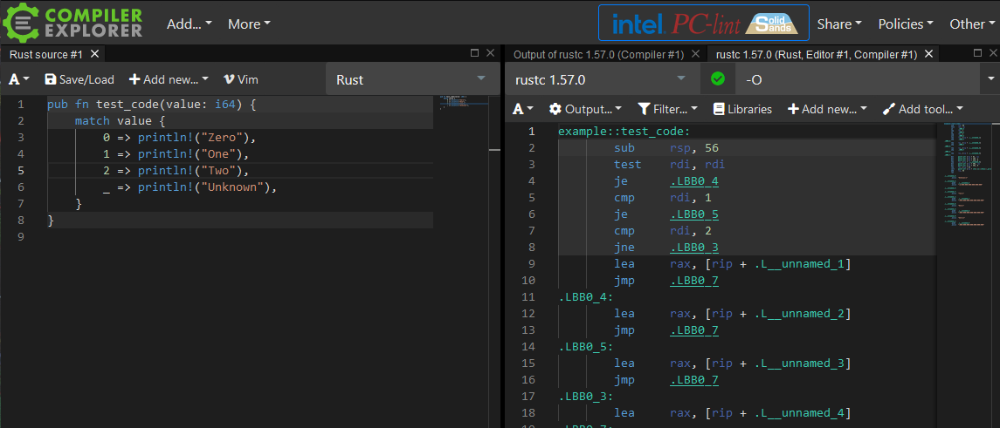 COMPILER
EXPLORER
Add...
More
intel PC-lint Solid Sands
Share
Policies
Other
Rust source #1
A
Save/Load
Add new...
Vim
Rust
1 pub fn test_code(value: i64) {
2 match value {
3 0 => println!("Zero"),
4 1 => println!("One"),
5 2 => println!("Two"),
6 _ => println!("Unknown"),
7 }
8 }
9
Output of rustc 1.57.0 (Compiler #1)
rustc 1.57.0 (Rust, Editor #1, Compiler #1)
rustc 1.57.0
-O
A
Output...
Filter...
Libraries
Add new...
Add tool...
1 example::test_code:
2 sub rsp, 56
3 test rdi, rdi
4 je .LBB0_4
5 cmp rdi, 1
6 je .LBB0_5
7 cmp rdi, 2
8 jne .LBB0_3
9 lea rax, [rip + .L__unnamed_1]
10 jmp .LBB0_7
11 .LBB0_4:
12 lea rax, [rip + .L__unnamed_2]
13 jmp .LBB0_7
14 .LBB0_5:
15 lea rax, [rip + .L__unnamed_3]
16 jmp .LBB0_7
17 .LBB0_3:
18 lea rax, [rip + .L__unnamed_4]
19 .LBB0_7: